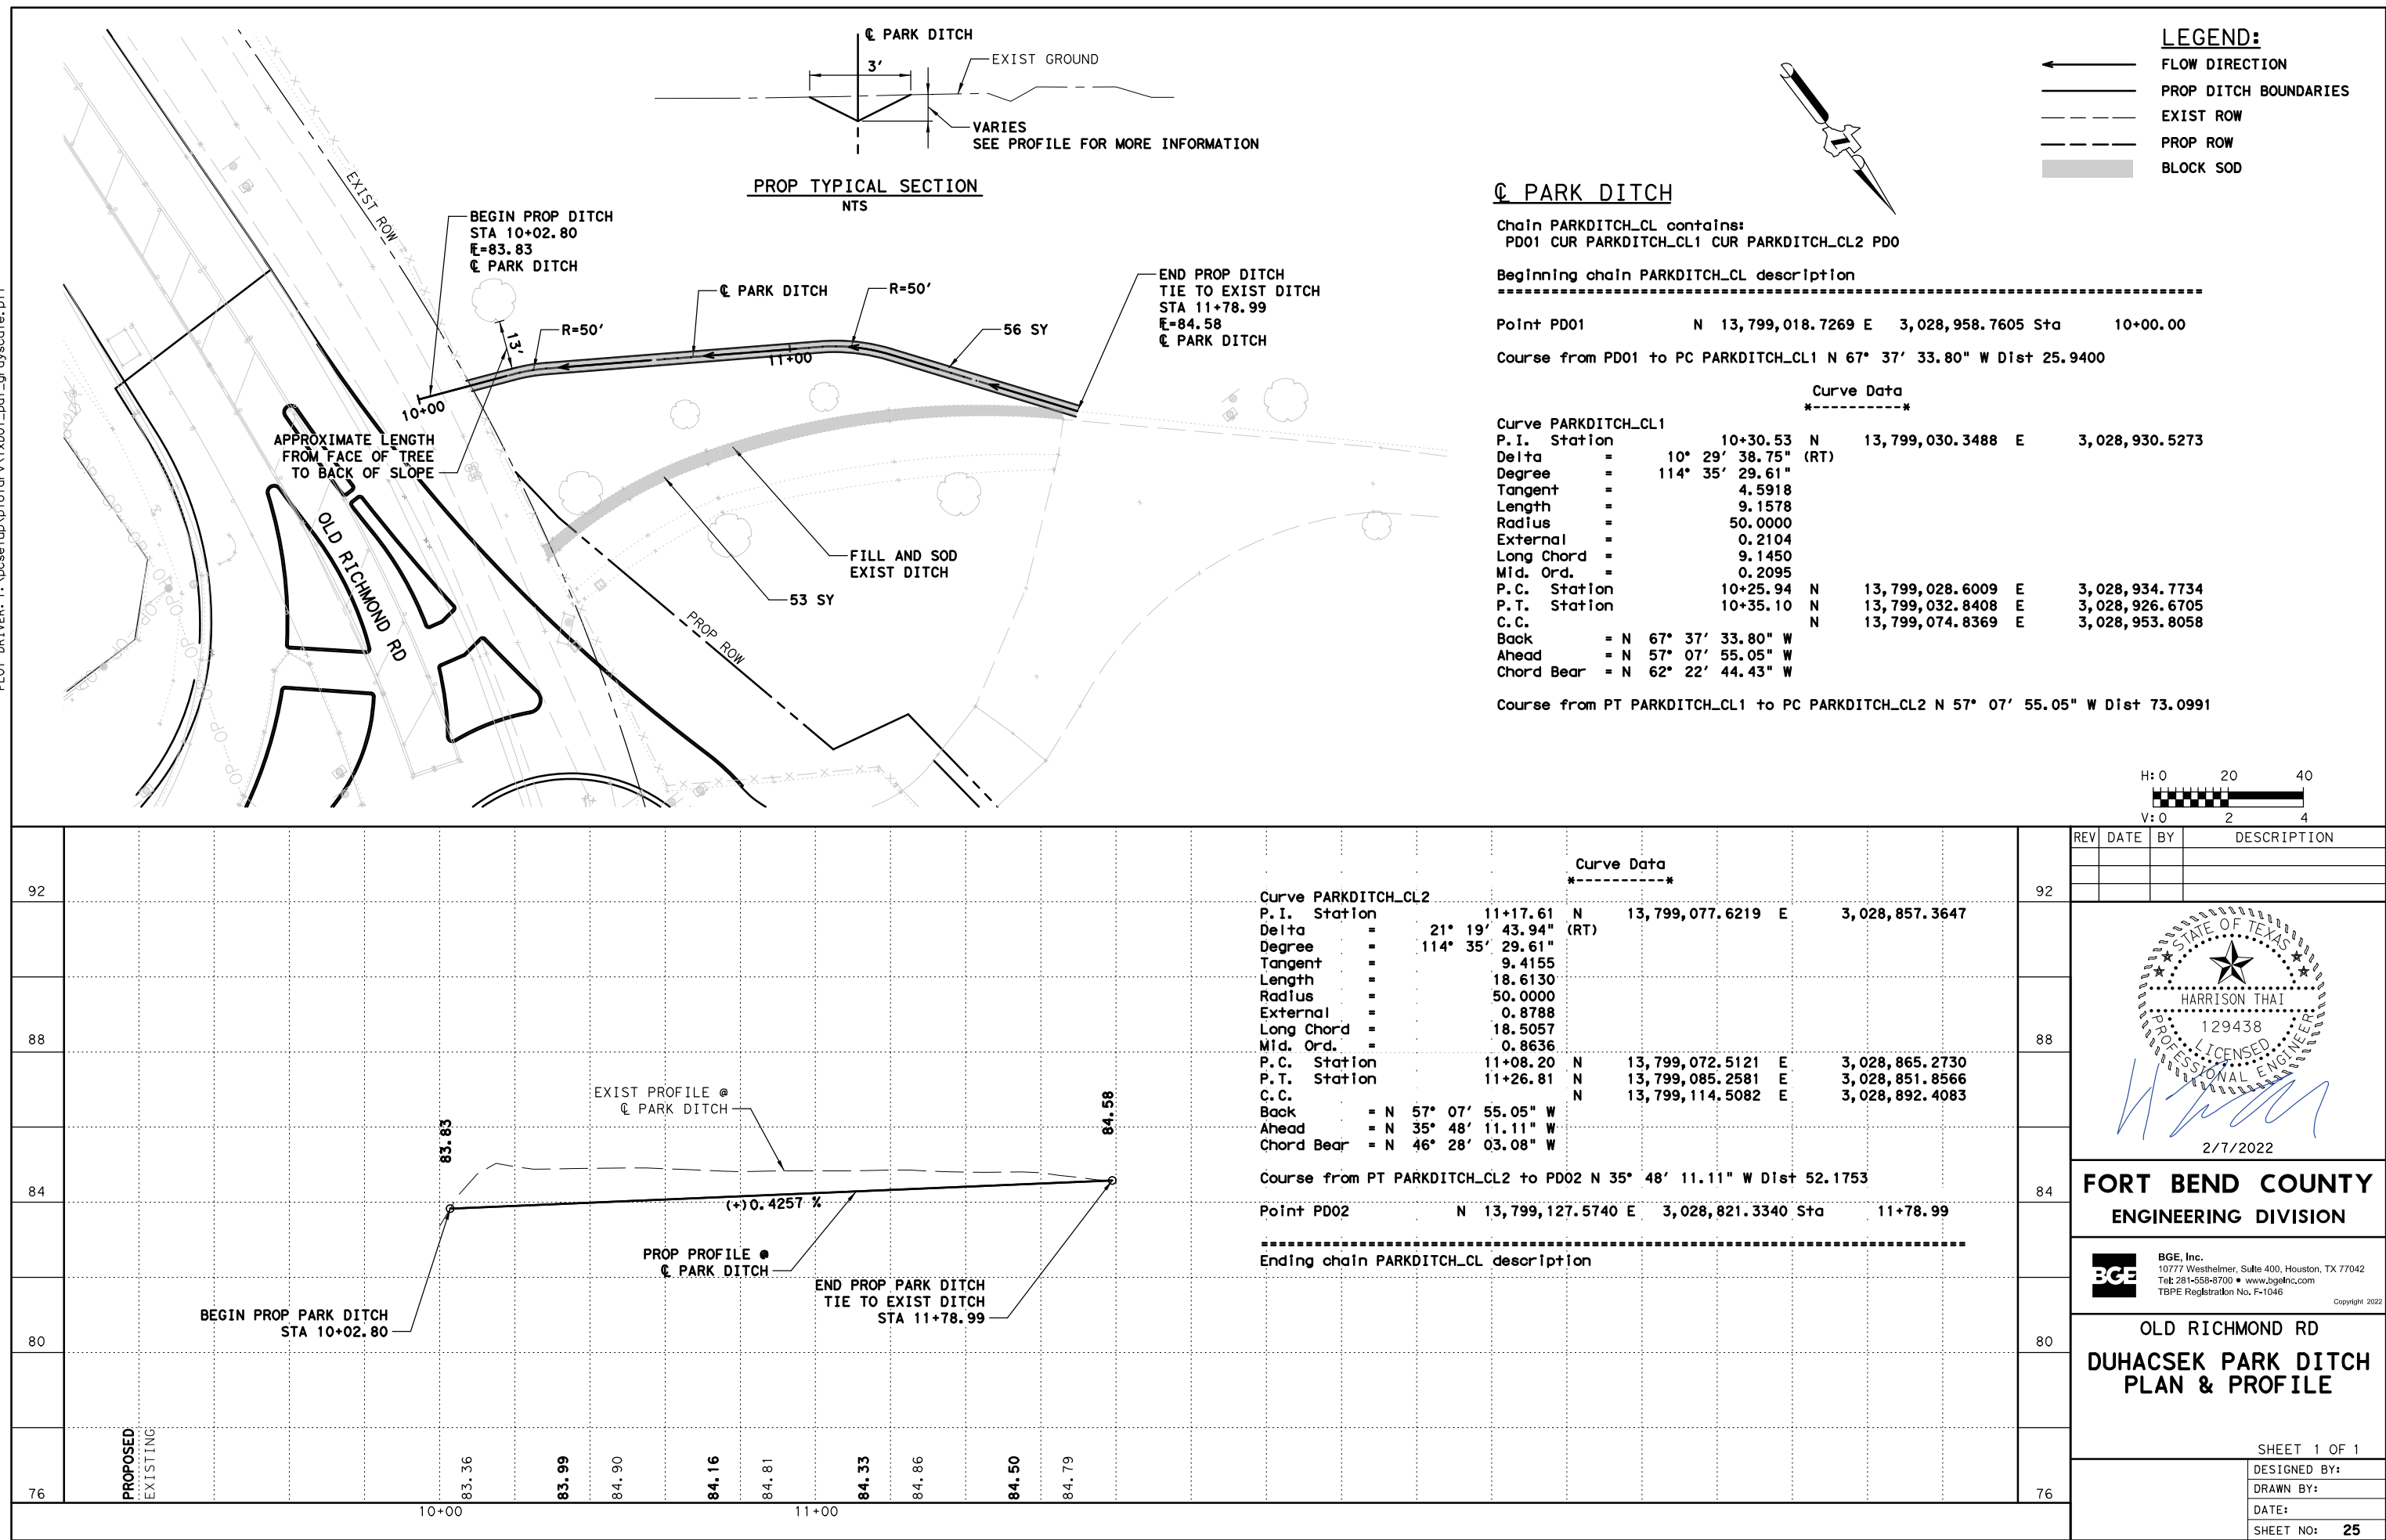 ℄ PARK DITCH
3'
EXIST GROUND
VARIES
SEE PROFILE FOR MORE INFORMATION
PROP TYPICAL SECTION
NTS
LEGEND:
FLOW DIRECTION
PROP DITCH BOUNDARIES
EXIST ROW
PROP ROW
BLOCK SOD
EXIST ROW
BEGIN PROP DITCH
STA 10+02.80
FL=83.83
℄ PARK DITCH
13'
R=50'
℄ PARK DITCH
R=50'
11+00
56 SY
END PROP DITCH
TIE TO EXIST DITCH
STA 11+78.99
FL=84.58
℄ PARK DITCH
10+00
APPROXIMATE LENGTH
FROM FACE OF TREE
TO BACK OF SLOPE
OLD RICHMOND RD
FILL AND SOD
EXIST DITCH
53 SY
PROP ROW
℄ PARK DITCH
Chain PARKDITCH_CL contains:
PD01 CUR PARKDITCH_CL1 CUR PARKDITCH_CL2 PDO
Beginning chain PARKDITCH_CL description
==============================================================================
Point PD01 N 13,799,018.7269 E 3,028,958.7605 Sta 10+00.00
Course from PD01 to PC PARKDITCH_CL1 N 67° 37' 33.80" W Dist 25.9400
Curve Data
*----------*
Curve PARKDITCH_CL1
P.I. Station 10+30.53 N 13,799,030.3488 E 3,028,930.5273
Delta = 10° 29' 38.75" (RT)
Degree = 114° 35' 29.61"
Tangent = 4.5918
Length = 9.1578
Radius = 50.0000
External = 0.2104
Long Chord = 9.1450
Mid. Ord. = 0.2095
P.C. Station 10+25.94 N 13,799,028.6009 E 3,028,934.7734
P.T. Station 10+35.10 N 13,799,032.8408 E 3,028,926.6705
C.C. N 13,799,074.8369 E 3,028,953.8058
Back = N 67° 37' 33.80" W
Ahead = N 57° 07' 55.05" W
Chord Bear = N 62° 22' 44.43" W
Course from PT PARKDITCH_CL1 to PC PARKDITCH_CL2 N 57° 07' 55.05" W Dist 73.0991
H: 0 20 40
V: 0 2 4
Curve Data
*----------*
Curve PARKDITCH_CL2
P.I. Station 11+17.61 N 13,799,077.6219 E 3,028,857.3647
Delta = 21° 19' 43.94" (RT)
Degree = 114° 35' 29.61"
Tangent = 9.4155
Length = 18.6130
Radius = 50.0000
External = 0.8788
Long Chord = 18.5057
Mid. Ord. = 0.8636
P.C. Station 11+08.20 N 13,799,072.5121 E 3,028,865.2730
P.T. Station 11+26.81 N 13,799,085.2581 E 3,028,851.8566
C.C. N 13,799,114.5082 E 3,028,892.4083
Back = N 57° 07' 55.05" W
Ahead = N 35° 48' 11.11" W
Chord Bear = N 46° 28' 03.08" W
Course from PT PARKDITCH_CL2 to PD02 N 35° 48' 11.11" W Dist 52.1753
Point PD02 N 13,799,127.5740 E 3,028,821.3340 Sta 11+78.99
==============================================================================
Ending chain PARKDITCH_CL description
92 92
88 88
84 84
80 80
76 76
83.83
EXIST PROFILE @
℄ PARK DITCH
84.58
(+)0.4257 %
PROP PROFILE @
℄ PARK DITCH
BEGIN PROP PARK DITCH
STA 10+02.80
END PROP PARK DITCH
TIE TO EXIST DITCH
STA 11+78.99
PROPOSED
EXISTING
83.36
83.99
84.90
84.16
84.81
84.33
84.86
84.50
84.79
10+00 11+00
REV DATE BY DESCRIPTION
STATE OF TEXAS
HARRISON THAI
129438
LICENSED
PROFESSIONAL ENGINEER
2/7/2022
FORT BEND COUNTY
ENGINEERING DIVISION
BGE
BGE, Inc.
10777 Westheimer, Suite 400, Houston, TX 77042
Tel: 281-558-8700 ● www.bgeinc.com
TBPE Registration No. F-1046
Copyright 2022
OLD RICHMOND RD
DUHACSEK PARK DITCH
PLAN & PROFILE
SHEET 1 OF 1
DESIGNED BY:
DRAWN BY:
DATE:
SHEET NO: 25